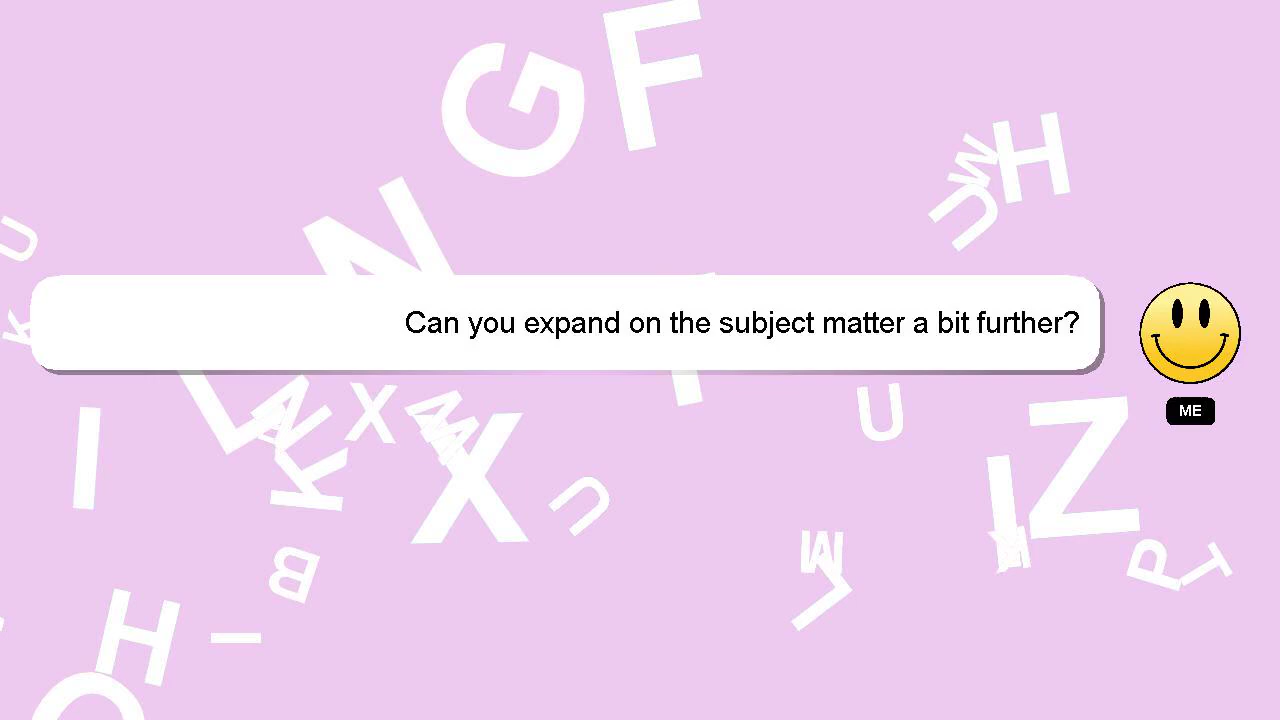 G F
W H
U
N
U
K
Can you expand on the subject matter a bit further?
ME
I
X
X
U
Z
K
U
B
P
T
H
I